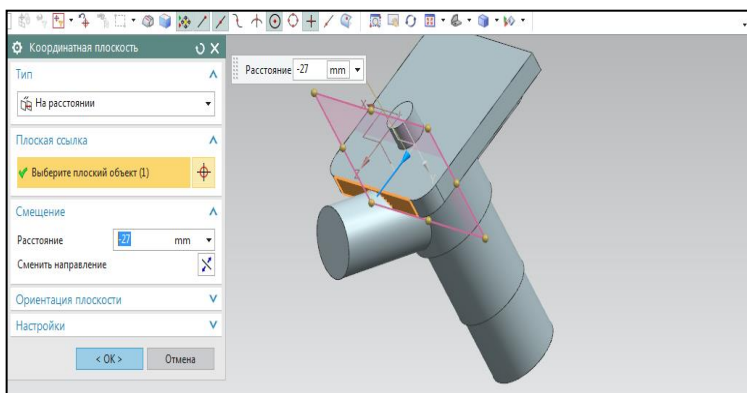 Координатная плоскость
Тип
На расстоянии
Плоская ссылка
Выберите плоский объект (1)
Смещение
Расстояние -27 mm
Сменить направление
Ориентация плоскости
Настройки
< OK > Отмена
Расстояние -27 mm
X
Z